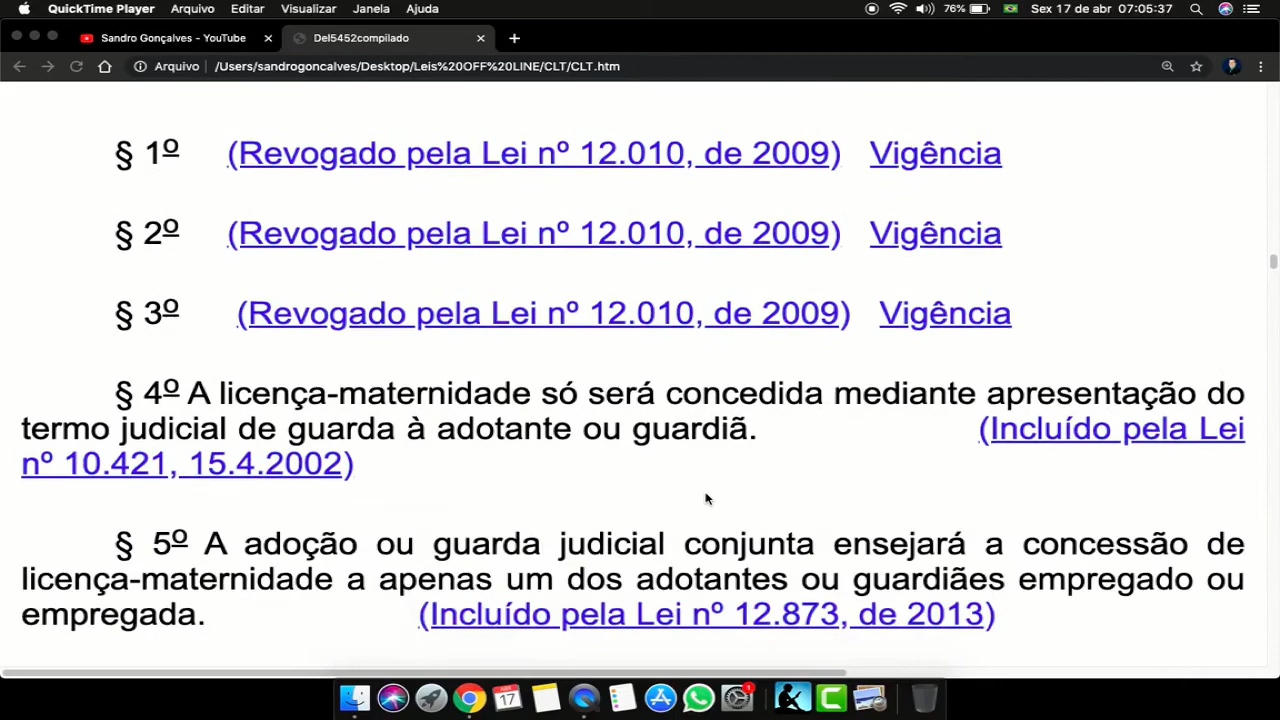 QuickTime Player Arquivo Editar Visualizar Janela Ajuda 76% Sex 17 de abr 07:05:37
Sandro Gonçalves - YouTube Del5452compilado
Arquivo /Users/sandrogoncalves/Desktop/Leis%20OFF%20LINE/CLT/CLT.htm
§ 1º (Revogado pela Lei nº 12.010, de 2009) Vigência
§ 2º (Revogado pela Lei nº 12.010, de 2009) Vigência
§ 3º (Revogado pela Lei nº 12.010, de 2009) Vigência
§ 4º A licença-maternidade só será concedida mediante apresentação do
termo judicial de guarda à adotante ou guardiã. (Incluído pela Lei
nº 10.421, 15.4.2002)
§ 5º A adoção ou guarda judicial conjunta ensejará a concessão de
licença-maternidade a apenas um dos adotantes ou guardiães empregado ou
empregada. (Incluído pela Lei nº 12.873, de 2013)
17
1